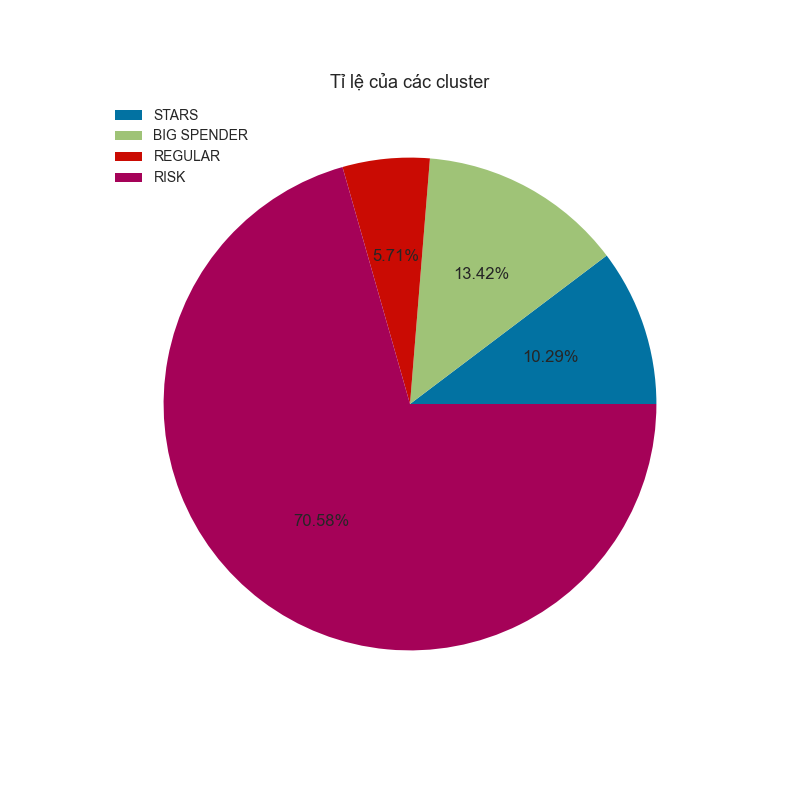 Tỉ lệ của các cluster
STARS
BIG SPENDER
REGULAR
RISK
5.71%
13.42%
10.29%
70.58%